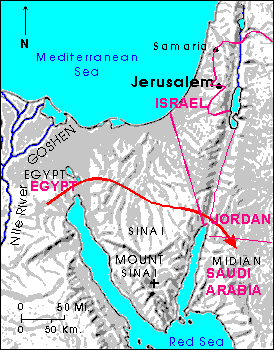 N
Samaria
Mediterranean
Sea
Jerusalem
ISRAEL
GOSHEN
EGYPT
EGYPT
Nile River
JORDAN
SINAI
MOUNT
SINAI
MIDIAN
SAUDI
ARABIA
0 50 Mi.
0 50 Km.
Red Sea